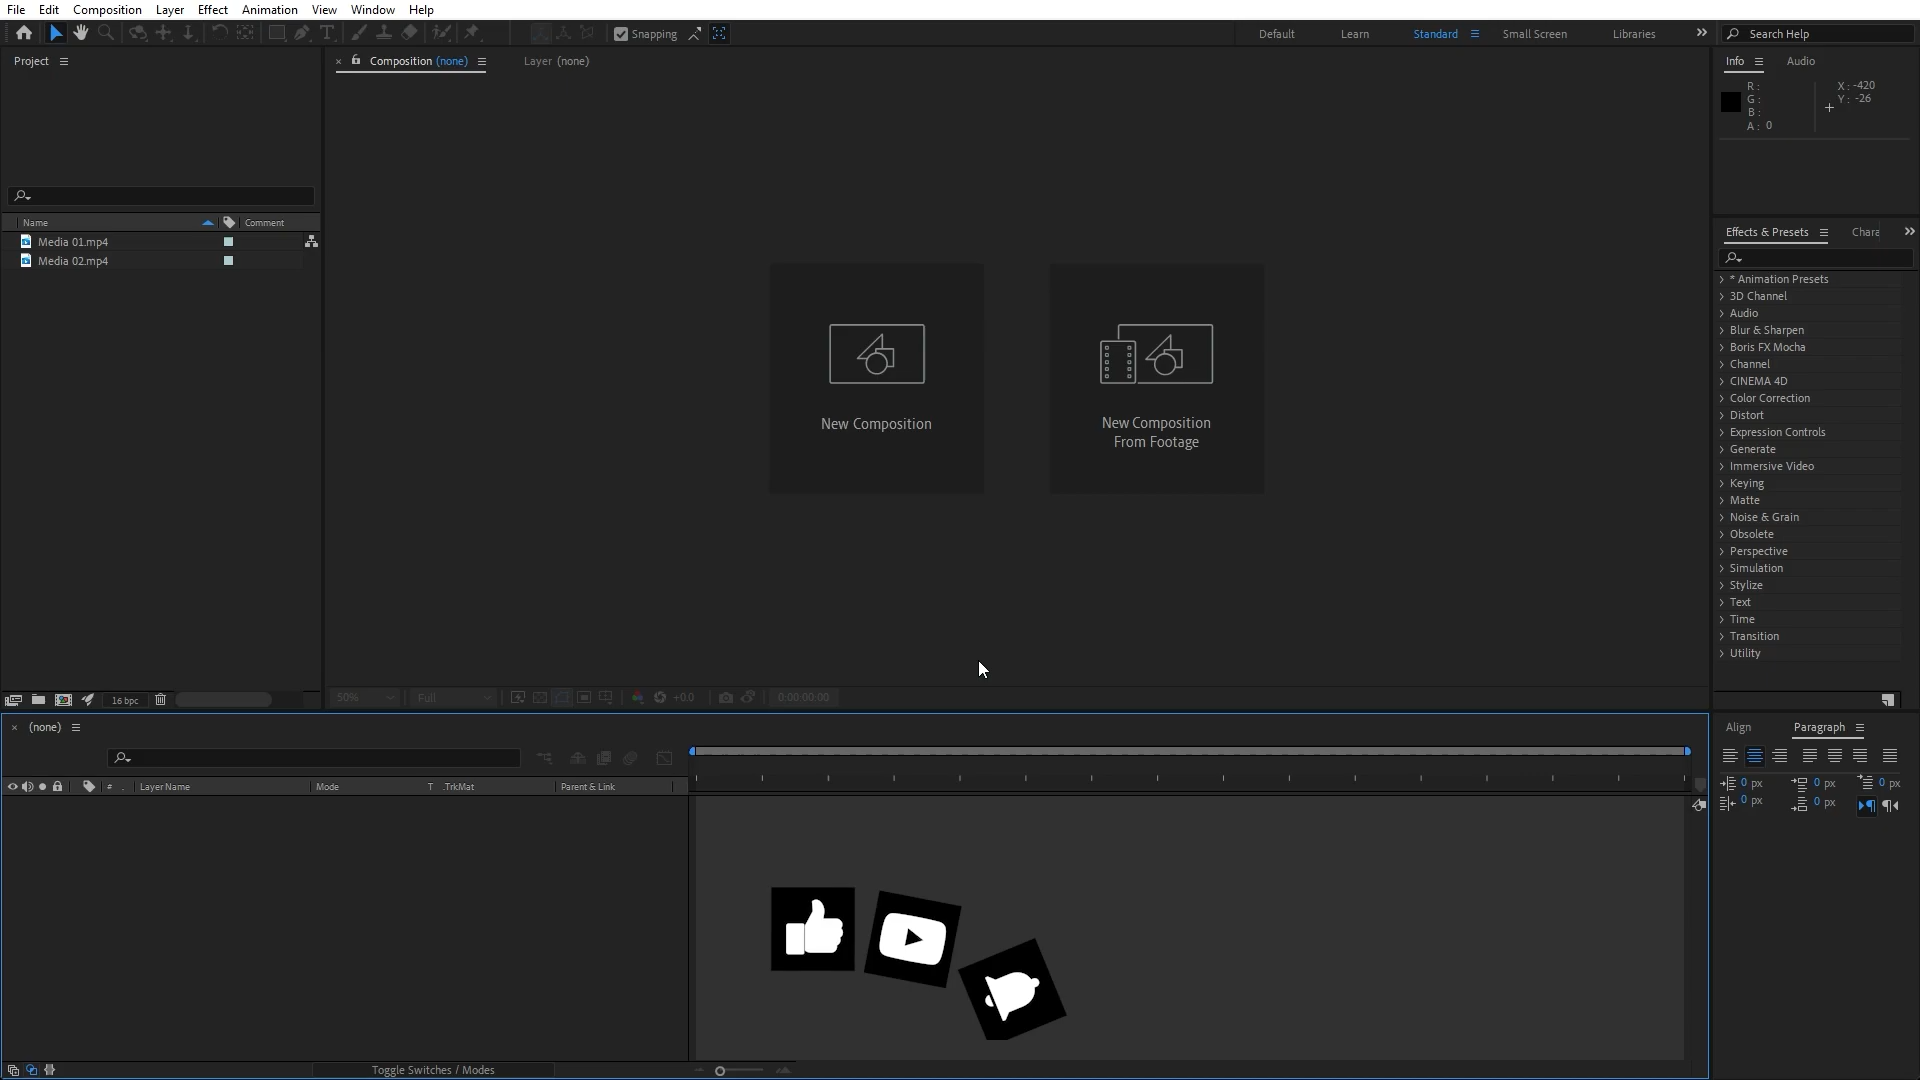 File Edit Composition Layer Effect Animation View Window Help
Snapping
Default Learn Standard Small Screen Libraries
Search Help
Project
Composition (none)
Layer (none)
Info Audio
R :
G :
B :
A : 0
X : -420
Y : -26
Name Comment
Media 01.mp4
Media 02.mp4
New Composition
New Composition
From Footage
Effects & Presets Chara
* Animation Presets
3D Channel
Audio
Blur & Sharpen
Boris FX Mocha
Channel
CINEMA 4D
Color Correction
Distort
Expression Controls
Generate
Immersive Video
Keying
Matte
Noise & Grain
Obsolete
Perspective
Simulation
Stylize
Text
Time
Transition
Utility
16 bpc
50% Full +0.0 0:00:00:00
(none)
# . Layer Name Mode T .TrkMat Parent & Link
Align Paragraph
0 px 0 px 0 px
0 px 0 px
Toggle Switches / Modes